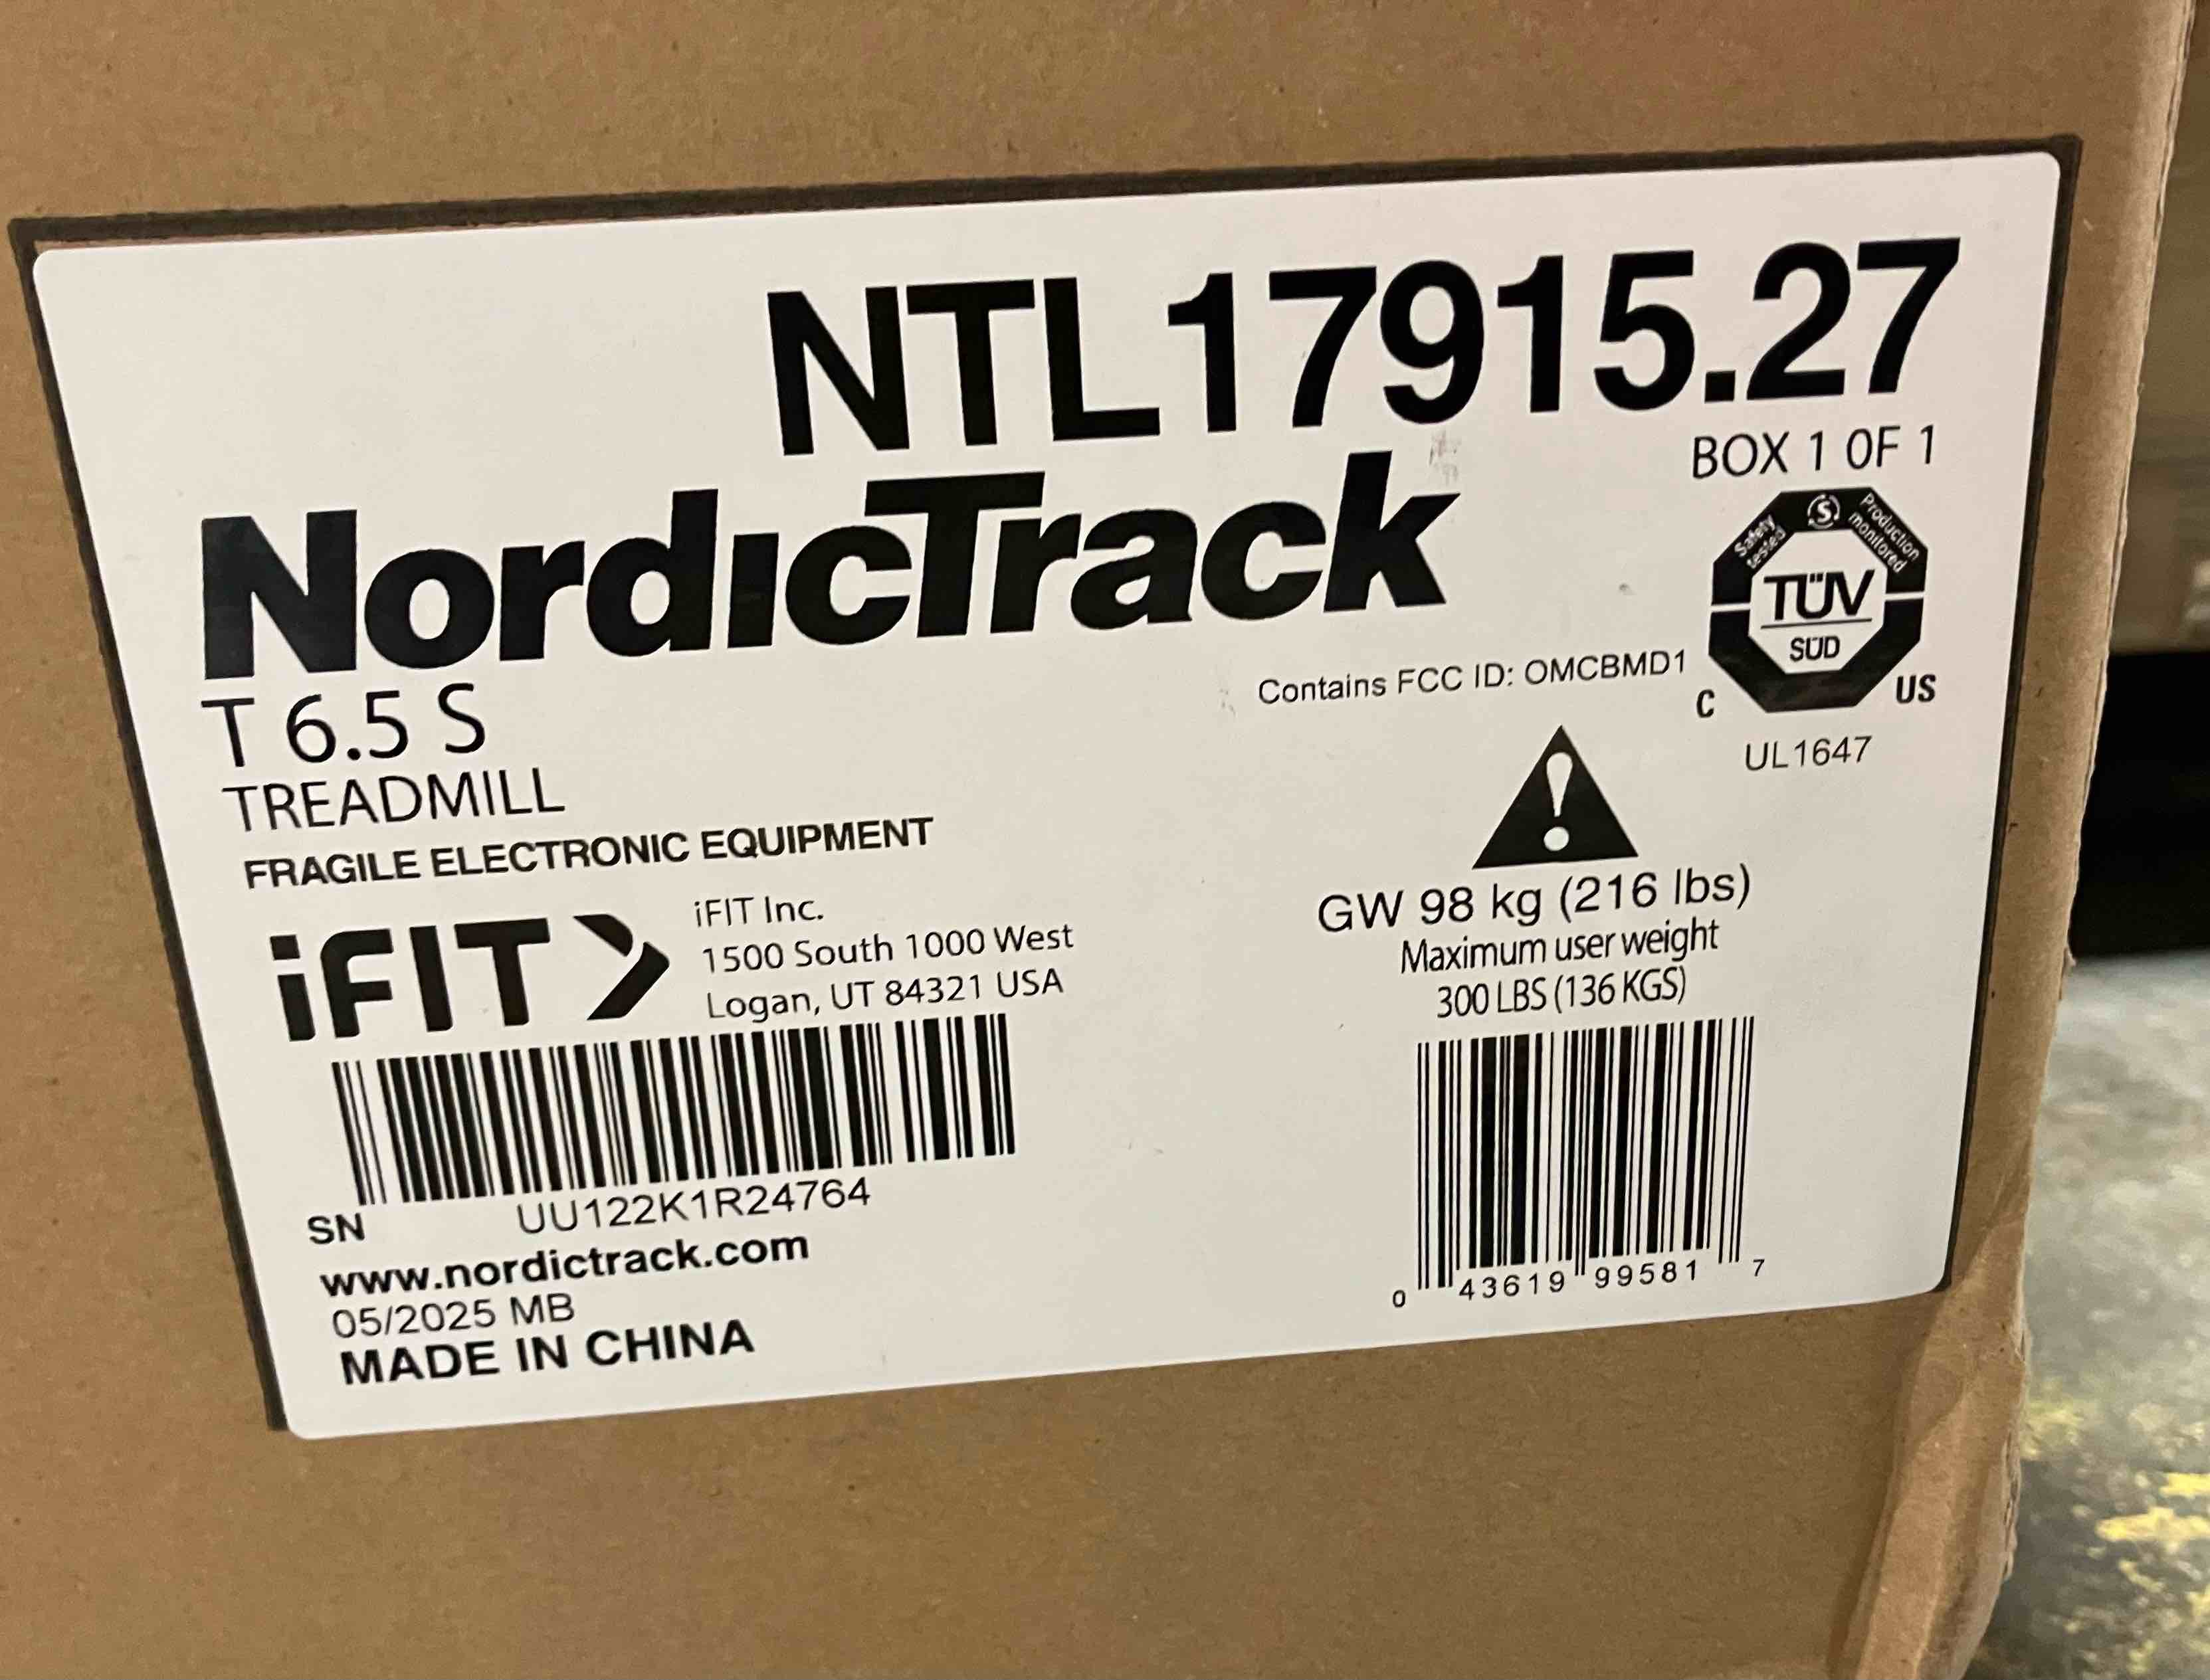 NTL17915.27
BOX 1 OF 1
NordicTrack
Safety tested
S
Production monitored
TÜV
SÜD
C US
Contains FCC ID: OMCBMD1
UL1647
T 6.5 S
TREADMILL
FRAGILE ELECTRONIC EQUIPMENT
!
GW 98 kg (216 lbs)
Maximum user weight
300 LBS (136 KGS)
iFIT
iFIT Inc.
1500 South 1000 West
Logan, UT 84321 USA
SN UU122K1R24764
www.nordictrack.com
05/2025 MB
MADE IN CHINA
0 43619 99581 7